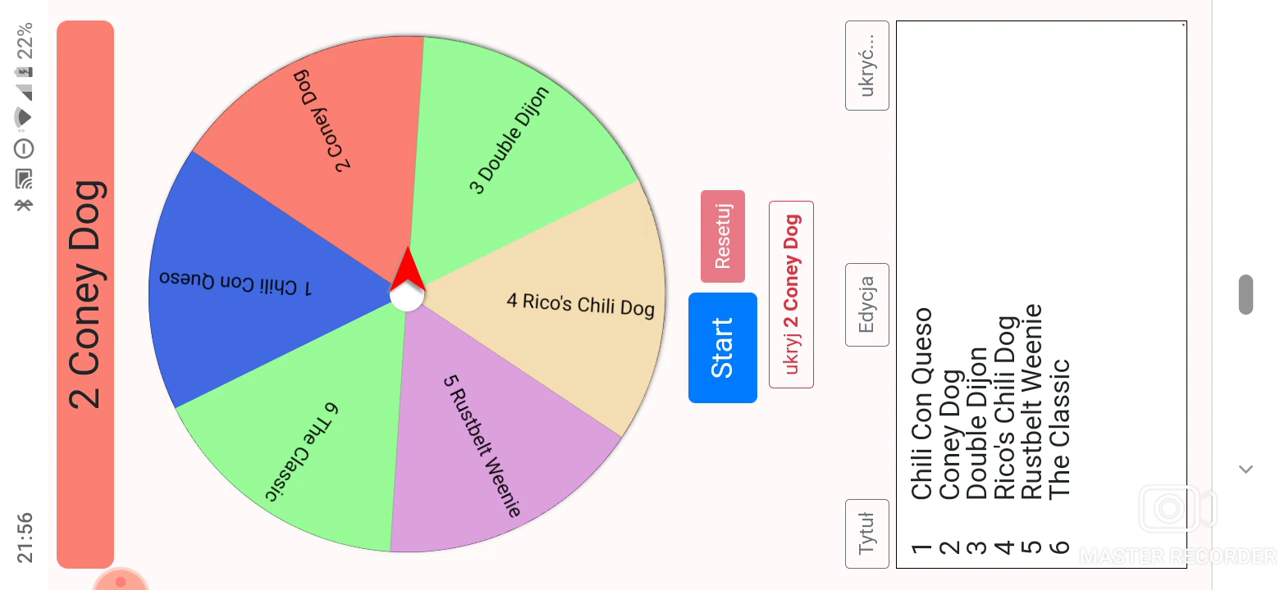 21:56
22%
2 Coney Dog
1 Chili Con Queso
2 Coney Dog
3 Double Dijon
4 Rico's Chili Dog
5 Rustbelt Weenie
6 The Classic
Start
Resetuj
ukryj 2 Coney Dog
Tytuł
Edycja
ukryć...
1 Chili Con Queso
2 Coney Dog
3 Double Dijon
4 Rico's Chili Dog
5 Rustbelt Weenie
6 The Classic
MASTER RECORDER